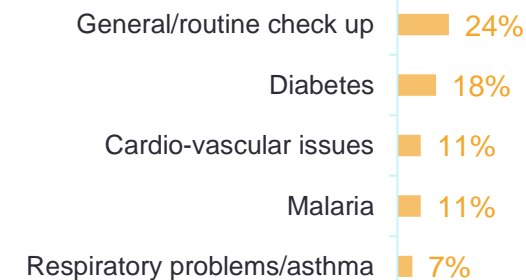 General/routine check up 24%
Diabetes 18%
Cardio-vascular issues 11%
Malaria 11%
Respiratory problems/asthma 7%